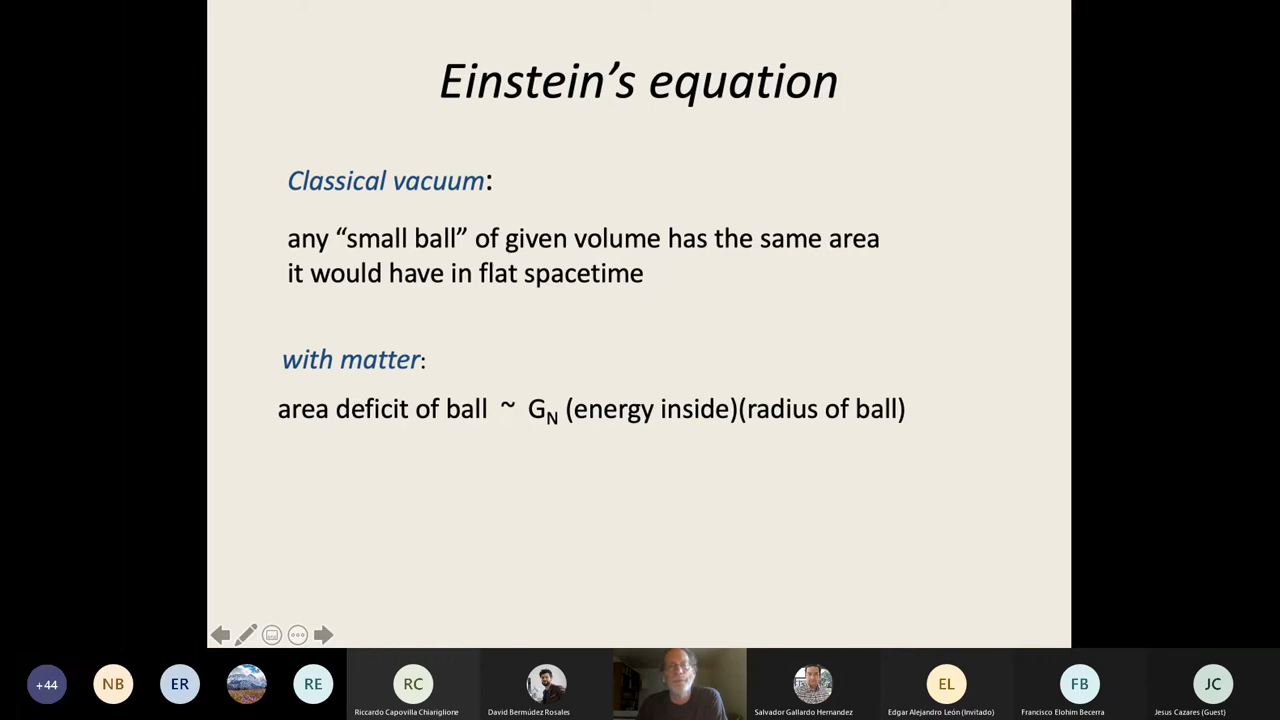 Einstein's equation
Classical vacuum:
any “small ball” of given volume has the same area
it would have in flat spacetime
with matter:
area deficit of ball ~ G_N (energy inside)(radius of ball)
+44
NB
ER
RE
RC
Riccardo Capovilla Chiariglione
David Bermúdez Rosales
Salvador Gallardo Hernandez
EL
Edgar Alejandro León (Invitado)
FB
Francisco Elohim Becerra
JC
Jesus Cazares (Guest)